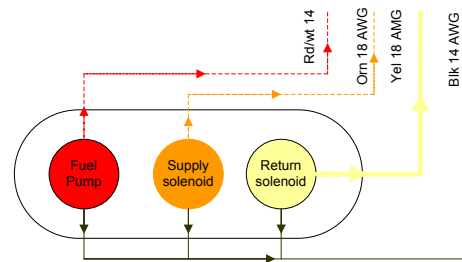 Rd/wt 14
Orn 18 AWG
Yel 18 AMG
Blk 14 AWG
Fuel
Pump
Supply
solenoid
Return
solenoid